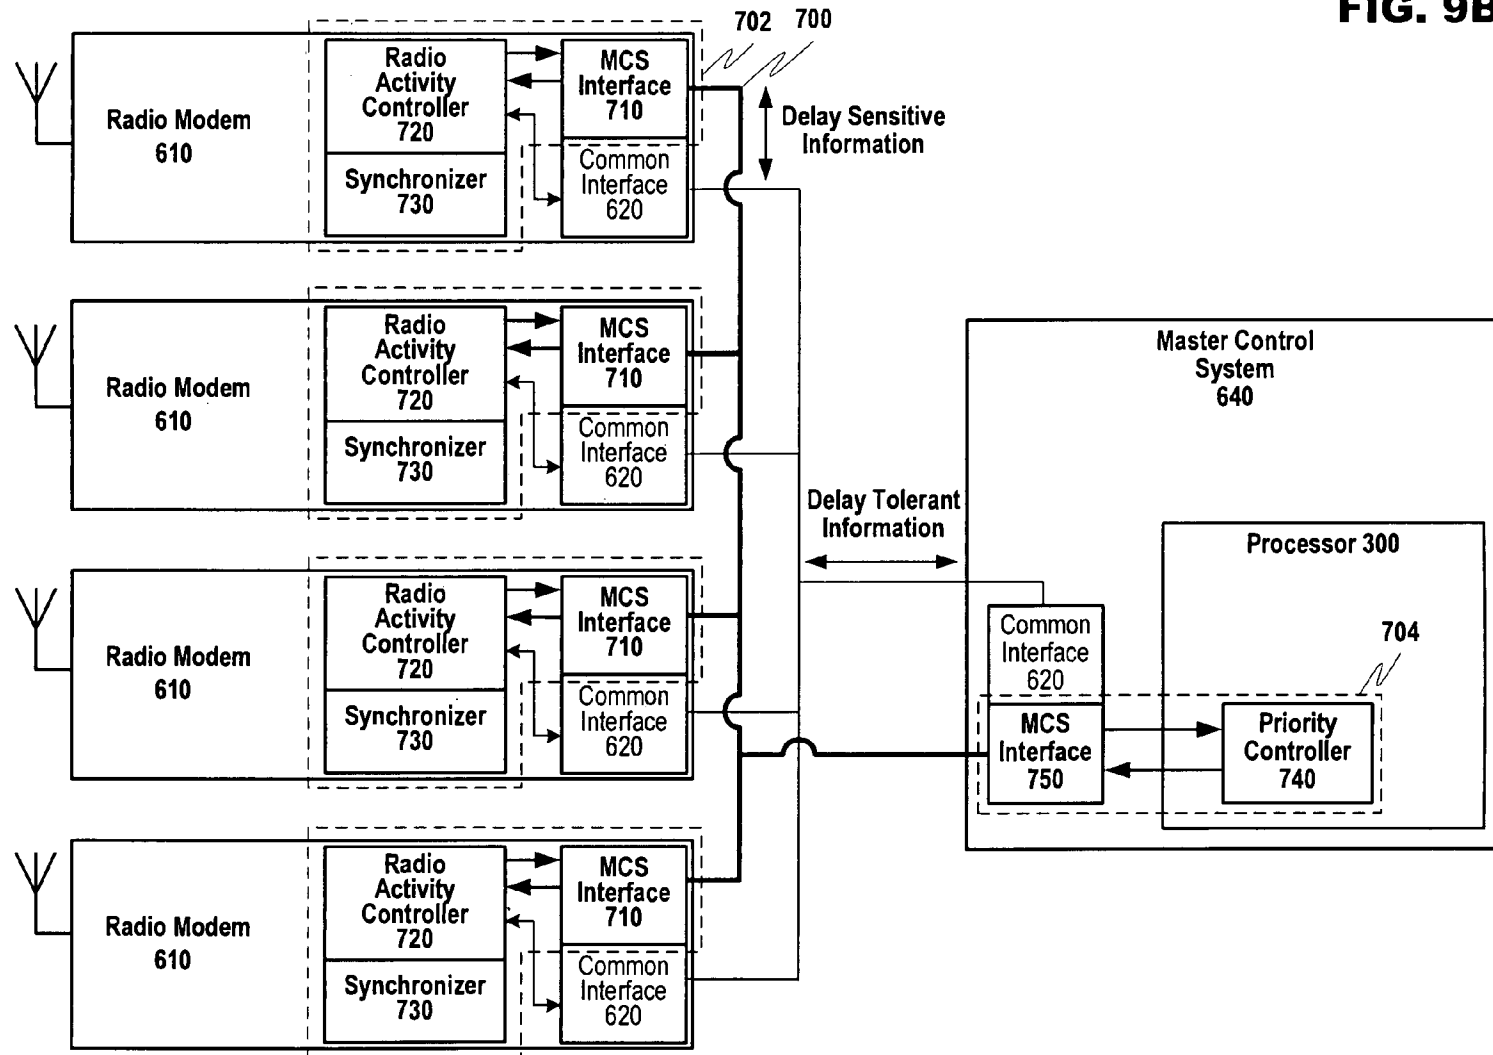 FIG. 9B
702 700
Radio
Activity
Controller
720
MCS
Interface
710
Delay Sensitive
Information
Radio Modem
610
Synchronizer
730
Common
Interface
620
Radio
Activity
Controller
720
MCS
Interface
710
Radio Modem
610
Synchronizer
730
Common
Interface
620
Master Control
System
640
Delay Tolerant
Information
Processor 300
Radio
Activity
Controller
720
MCS
Interface
710
Radio Modem
610
Synchronizer
730
Common
Interface
620
Common
Interface
620
704
MCS
Interface
750
Priority
Controller
740
Radio
Activity
Controller
720
MCS
Interface
710
Radio Modem
610
Synchronizer
730
Common
Interface
620